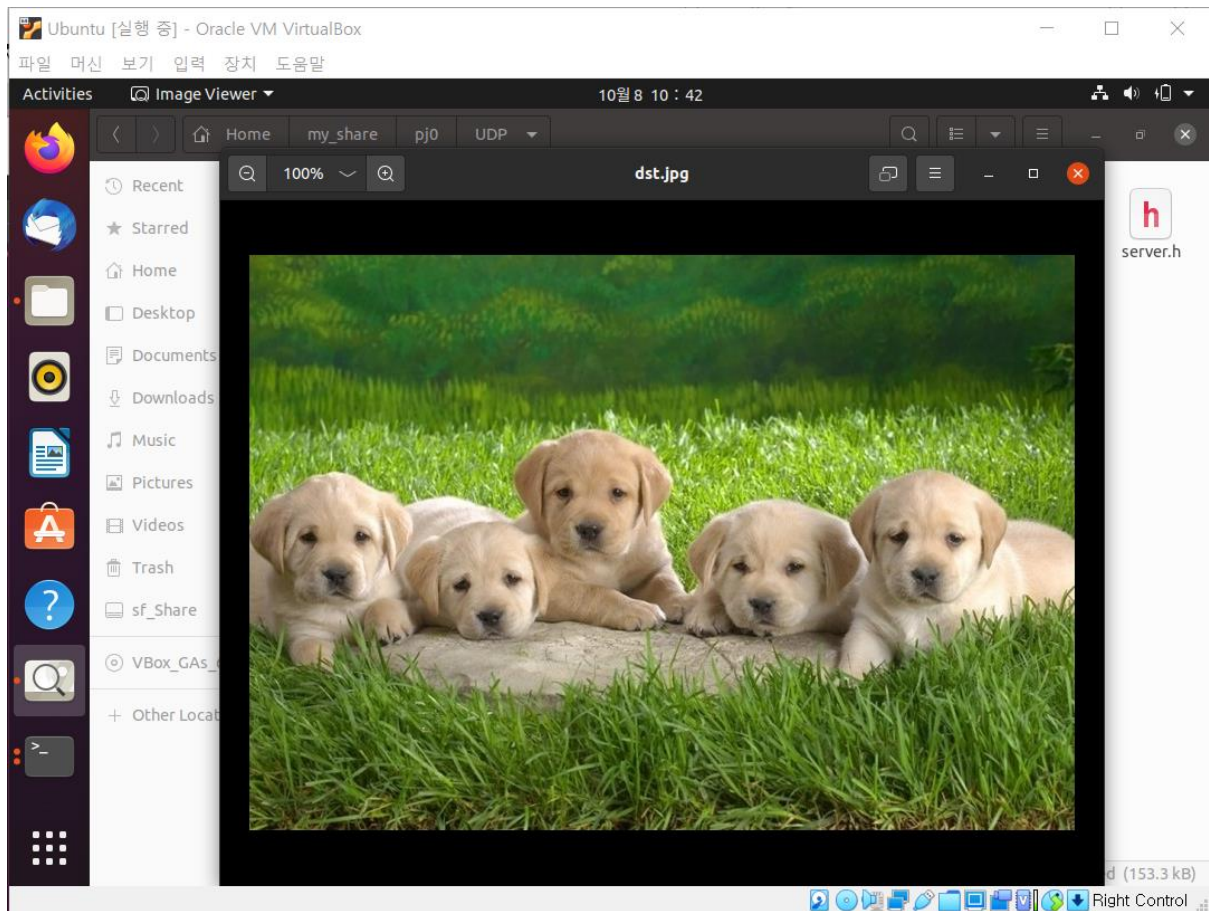 Ubuntu [실행 중] - Oracle VM VirtualBox
파일 머신 보기 입력 장치 도움말
Activities Image Viewer 10월 8 10 : 42
Home my_share pj0 UDP
100% dst.jpg
Recent
Starred
Home
Desktop
Documents
Downloads
Music
Pictures
Videos
Trash
sf_Share
VBox_GAs_
+ Other Locat
h
server.h
A
?
>_
d (153.3 kB)
Right Control